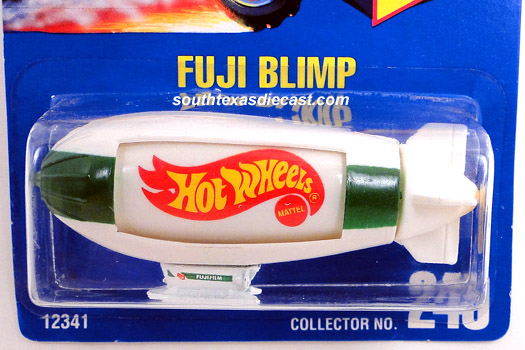 FUJI BLIMP
southtexasdiecast.com
Hot Wheels
MATTEL
®
FUJIFILM
12341
COLLECTOR NO.